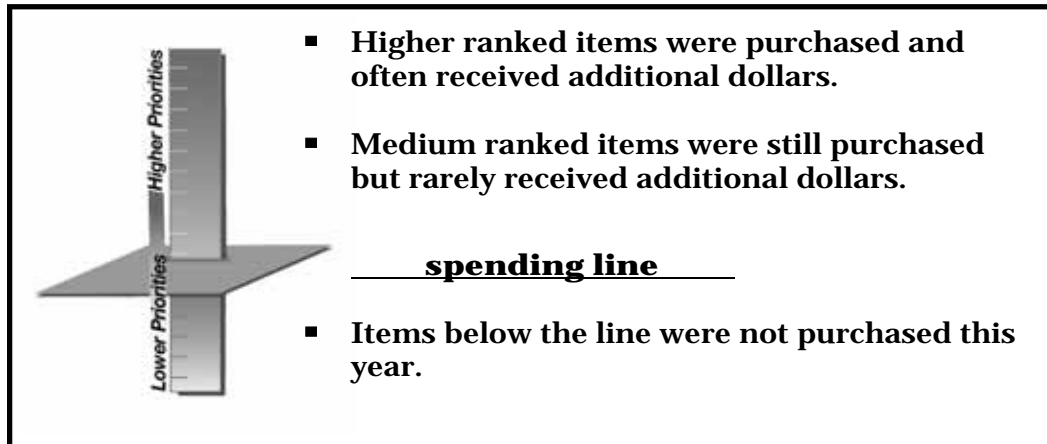 Higher Priorities
Lower Priorities
▪ Higher ranked items were purchased and
often received additional dollars.
▪ Medium ranked items were still purchased
but rarely received additional dollars.
spending line
▪ Items below the line were not purchased this
year.